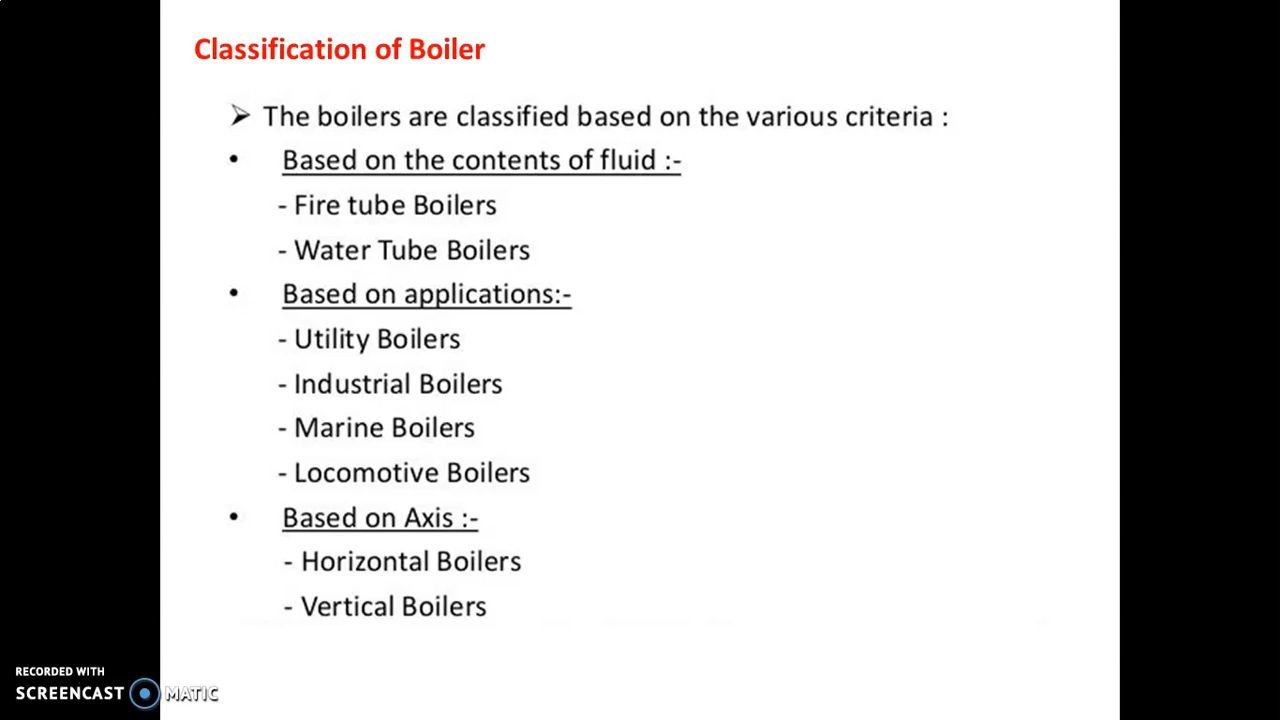 Classification of Boiler
➢ The boilers are classified based on the various criteria :
• Based on the contents of fluid :-
- Fire tube Boilers
- Water Tube Boilers
• Based on applications:-
- Utility Boilers
- Industrial Boilers
- Marine Boilers
- Locomotive Boilers
• Based on Axis :-
- Horizontal Boilers
- Vertical Boilers
RECORDED WITH
SCREENCAST MATIC